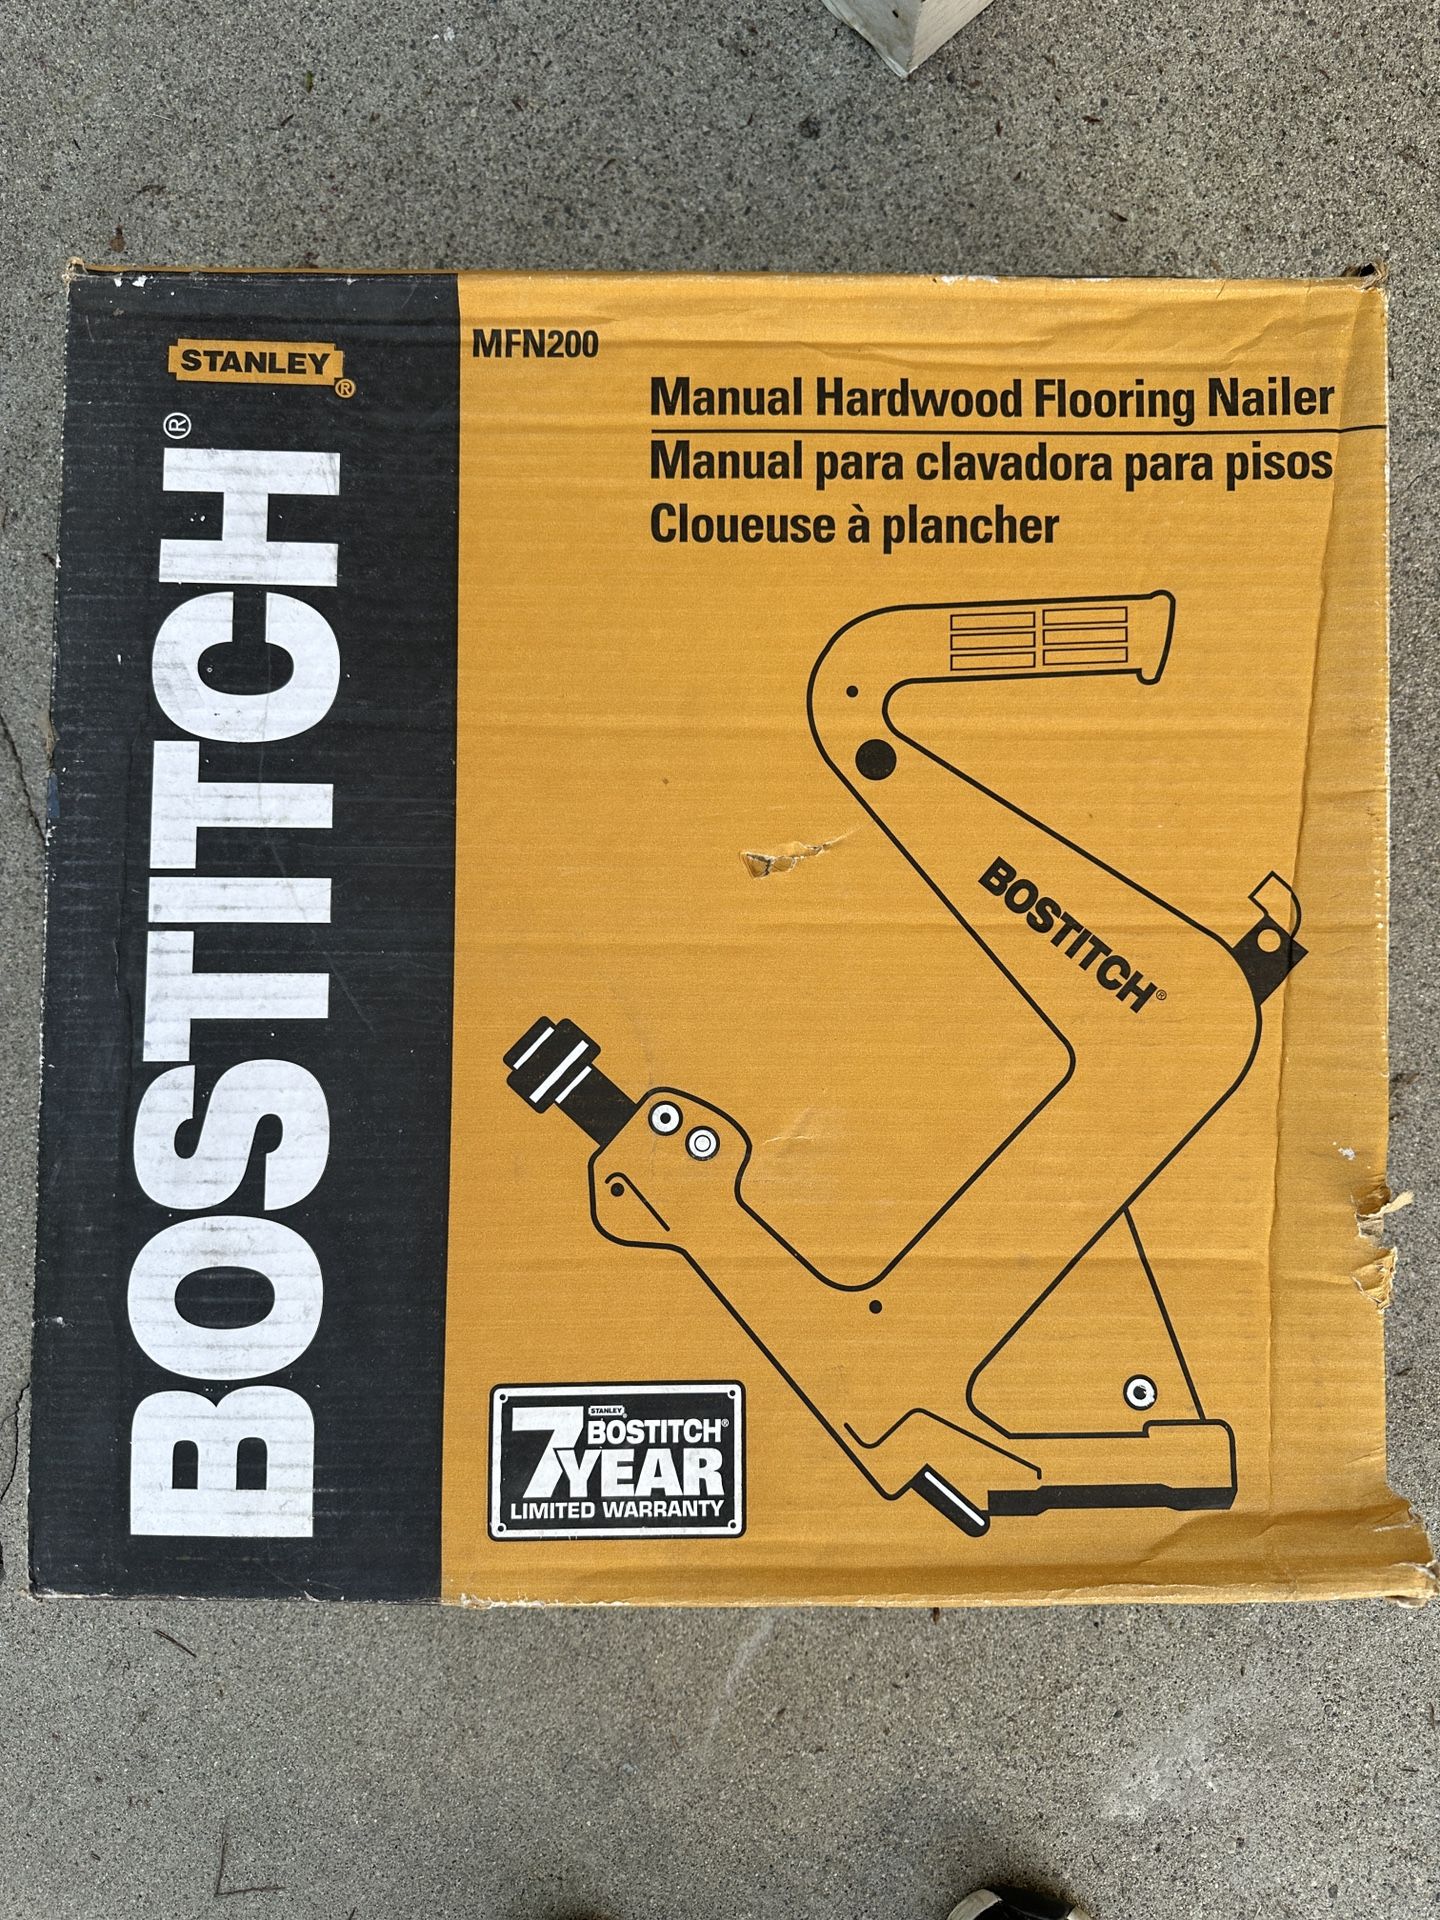 STANLEY®
BOSTITCH®
MFN200
Manual Hardwood Flooring Nailer
Manual para clavadora para pisos
Cloueuse à plancher
BOSTITCH®
STANLEY
7 BOSTITCH®
YEAR
LIMITED WARRANTY